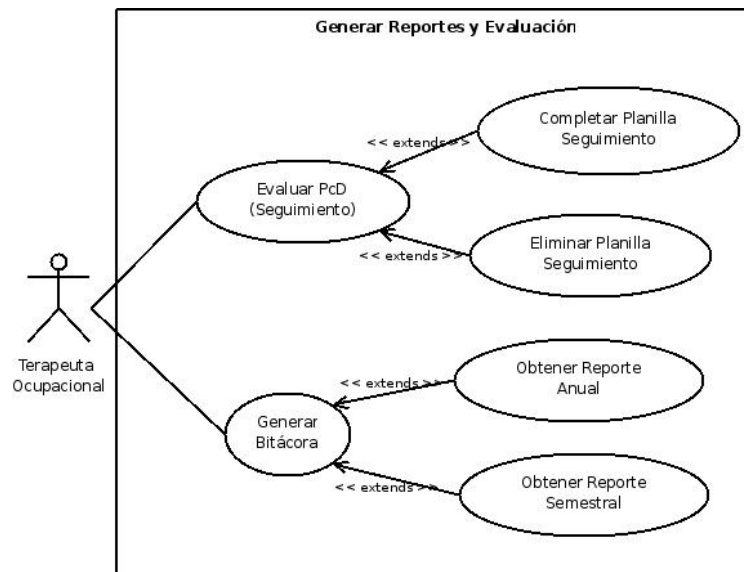 Generar Reportes y Evaluación
Completar Planilla
Seguimiento
<< extends >>
Evaluar PcD
(Seguimiento)
Eliminar Planilla
Seguimiento
<< extends >>
Terapeuta
Ocupacional
Obtener Reporte
Anual
<< extends >>
Generar
Bitácora
Obtener Reporte
Semestral
<< extends >>